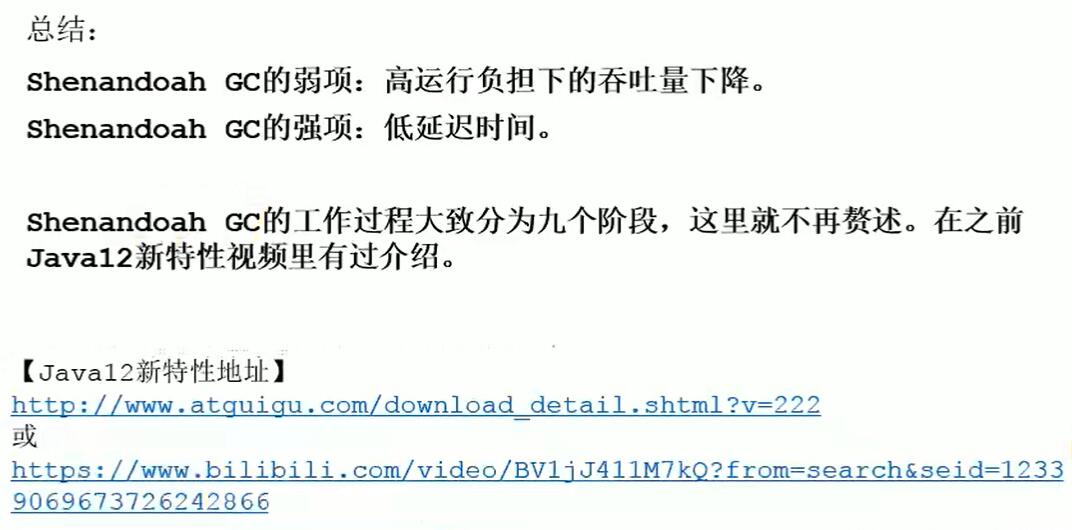 总结：
Shenandoah GC的弱项：高运行负担下的吞吐量下降。
Shenandoah GC的强项：低延迟时间。
Shenandoah GC的工作过程大致分为九个阶段，这里就不再赘述。在之前
Java12新特性视频里有过介绍。
【Java12新特性地址】
http://www.atguigu.com/download_detail.shtml?v=222
或
https://www.bilibili.com/video/BV1jJ411M7kQ?from=search&seid=1233
9069673726242866